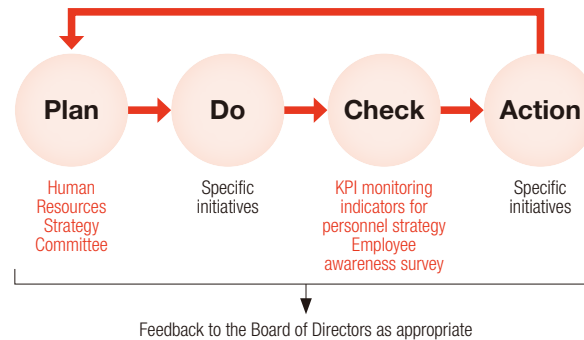 Plan
Do
Check
Action
Human
Resources
Strategy
Committee
Specific
initiatives
KPI monitoring
indicators for
personnel strategy
Employee
awareness survey
Specific
initiatives
Feedback to the Board of Directors as appropriate